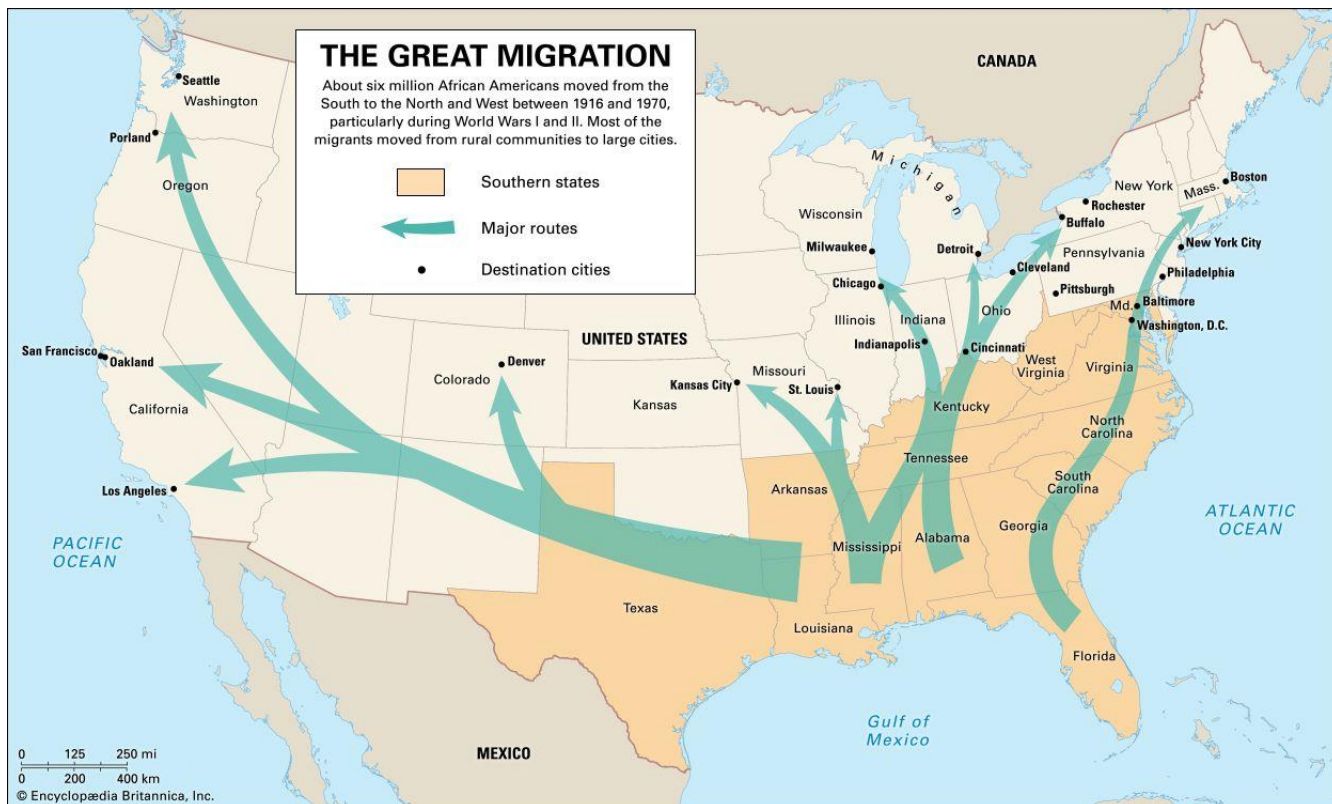 THE GREAT MIGRATION
About six million African Americans moved from the
South to the North and West between 1916 and 1970,
particularly during World Wars I and II. Most of the
migrants moved from rural communities to large cities.
Southern states
Major routes
Destination cities
CANADA
Seattle
Washington
Porland
Oregon
Michigan
Wisconsin
Milwaukee
Chicago
Detroit
New York
Mass.
Boston
Rochester
Buffalo
New York City
Pennsylvania
Cleveland
Philadelphia
Pittsburgh
Baltimore
Md.
Washington, D.C.
Illinois
Indiana
Ohio
Indianapolis
Cincinnati
UNITED STATES
San Francisco
Oakland
California
Denver
Colorado
Kansas City
Kansas
Missouri
St. Louis
West
Virginia
Virginia
Kentucky
North
Carolina
Tennessee
South
Carolina
Los Angeles
Arkansas
Mississippi
Alabama
Georgia
PACIFIC
OCEAN
ATLANTIC
OCEAN
Texas
Louisiana
Florida
Gulf of
Mexico
MEXICO
0 125 250 mi
0 200 400 km
© Encyclopædia Britannica, Inc.